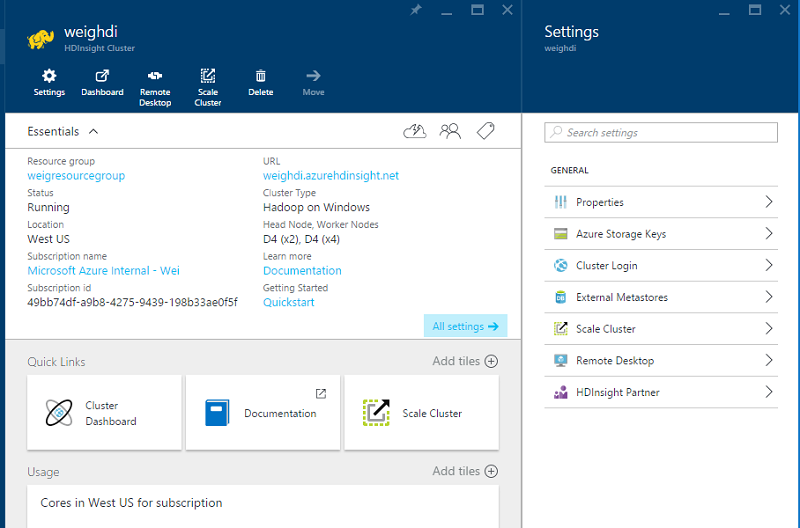 weighdi
HDInsight Cluster
Settings
Dashboard
Remote
Desktop
Scale
Cluster
Delete
Move
Essentials
Resource group
weigresourcegroup
Status
Running
Location
West US
Subscription name
Microsoft Azure Internal - Wei
Subscription id
49bb74df-a9b8-4275-9439-198b33ae0f5f
URL
weighdi.azurehdinsight.net
Cluster Type
Hadoop on Windows
Head Node, Worker Nodes
D4 (x2), D4 (x4)
Learn more
Documentation
Getting Started
Quickstart
All settings
Quick Links
Add tiles
Cluster
Dashboard
Documentation
Scale Cluster
Usage
Add tiles
Cores in West US for subscription
Settings
weighdi
Search settings
GENERAL
Properties
Azure Storage Keys
Cluster Login
DB
External Metastores
Scale Cluster
Remote Desktop
HDInsight Partner